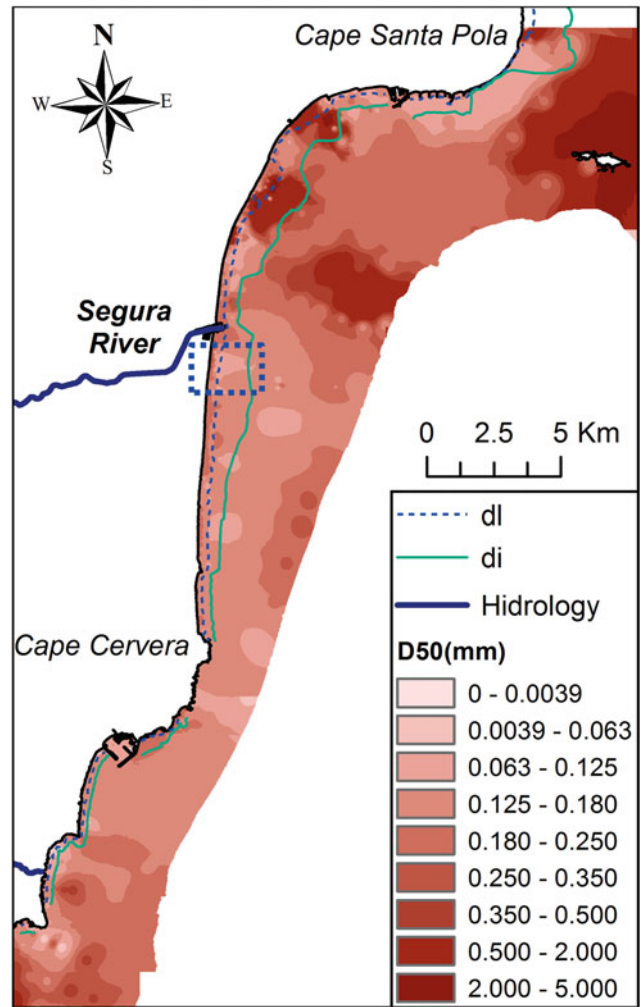 Cape Santa Pola
N
W
E
S
Segura
River
0 2.5 5 Km
dl
di
Hidrology
Cape Cervera
D50(mm)
0 - 0.0039
0.0039 - 0.063
0.063 - 0.125
0.125 - 0.180
0.180 - 0.250
0.250 - 0.350
0.350 - 0.500
0.500 - 2.000
2.000 - 5.000